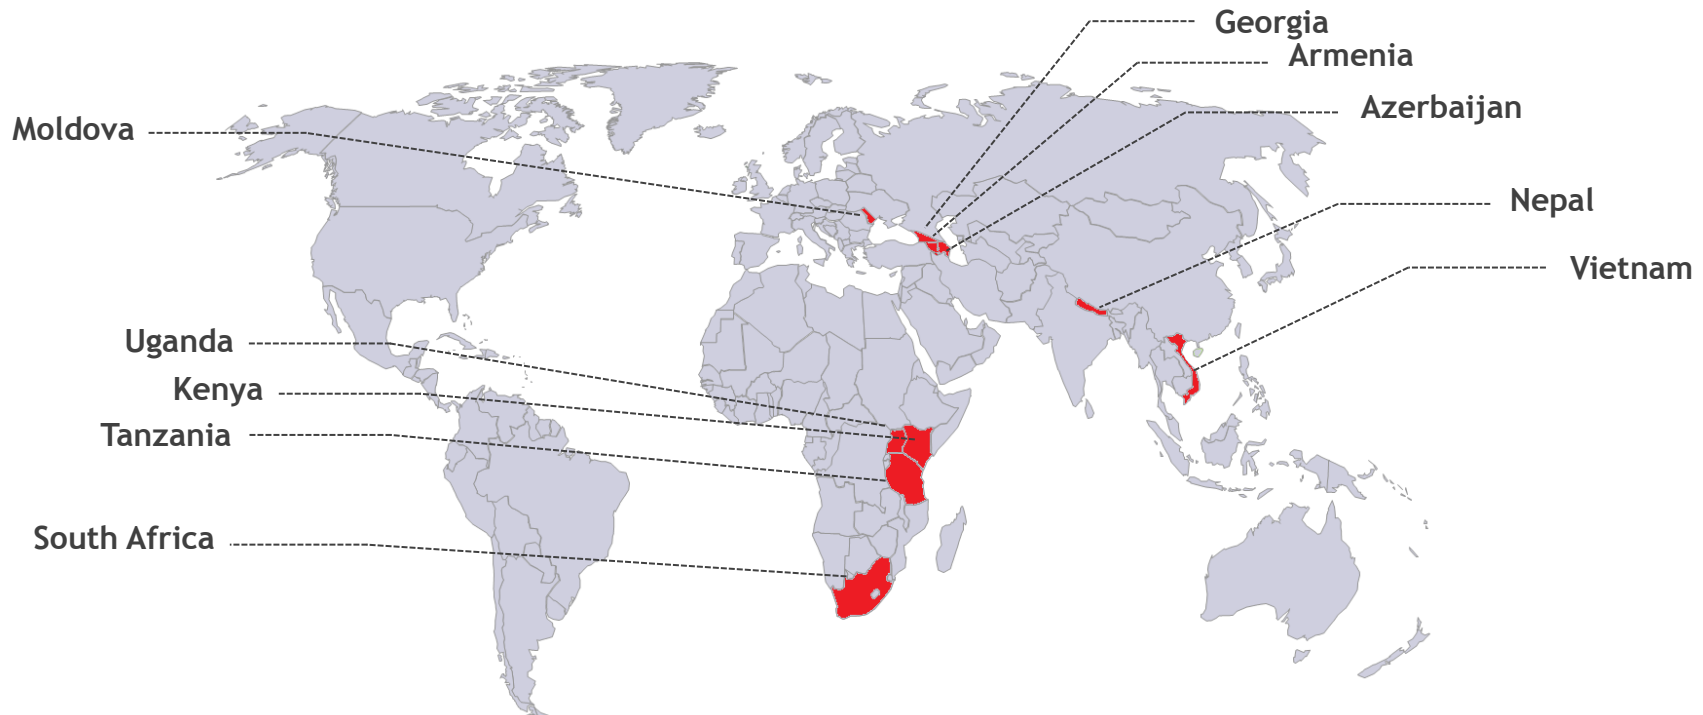 Georgia
Armenia
Azerbaijan
Moldova
Nepal
Vietnam
Uganda
Kenya
Tanzania
South Africa